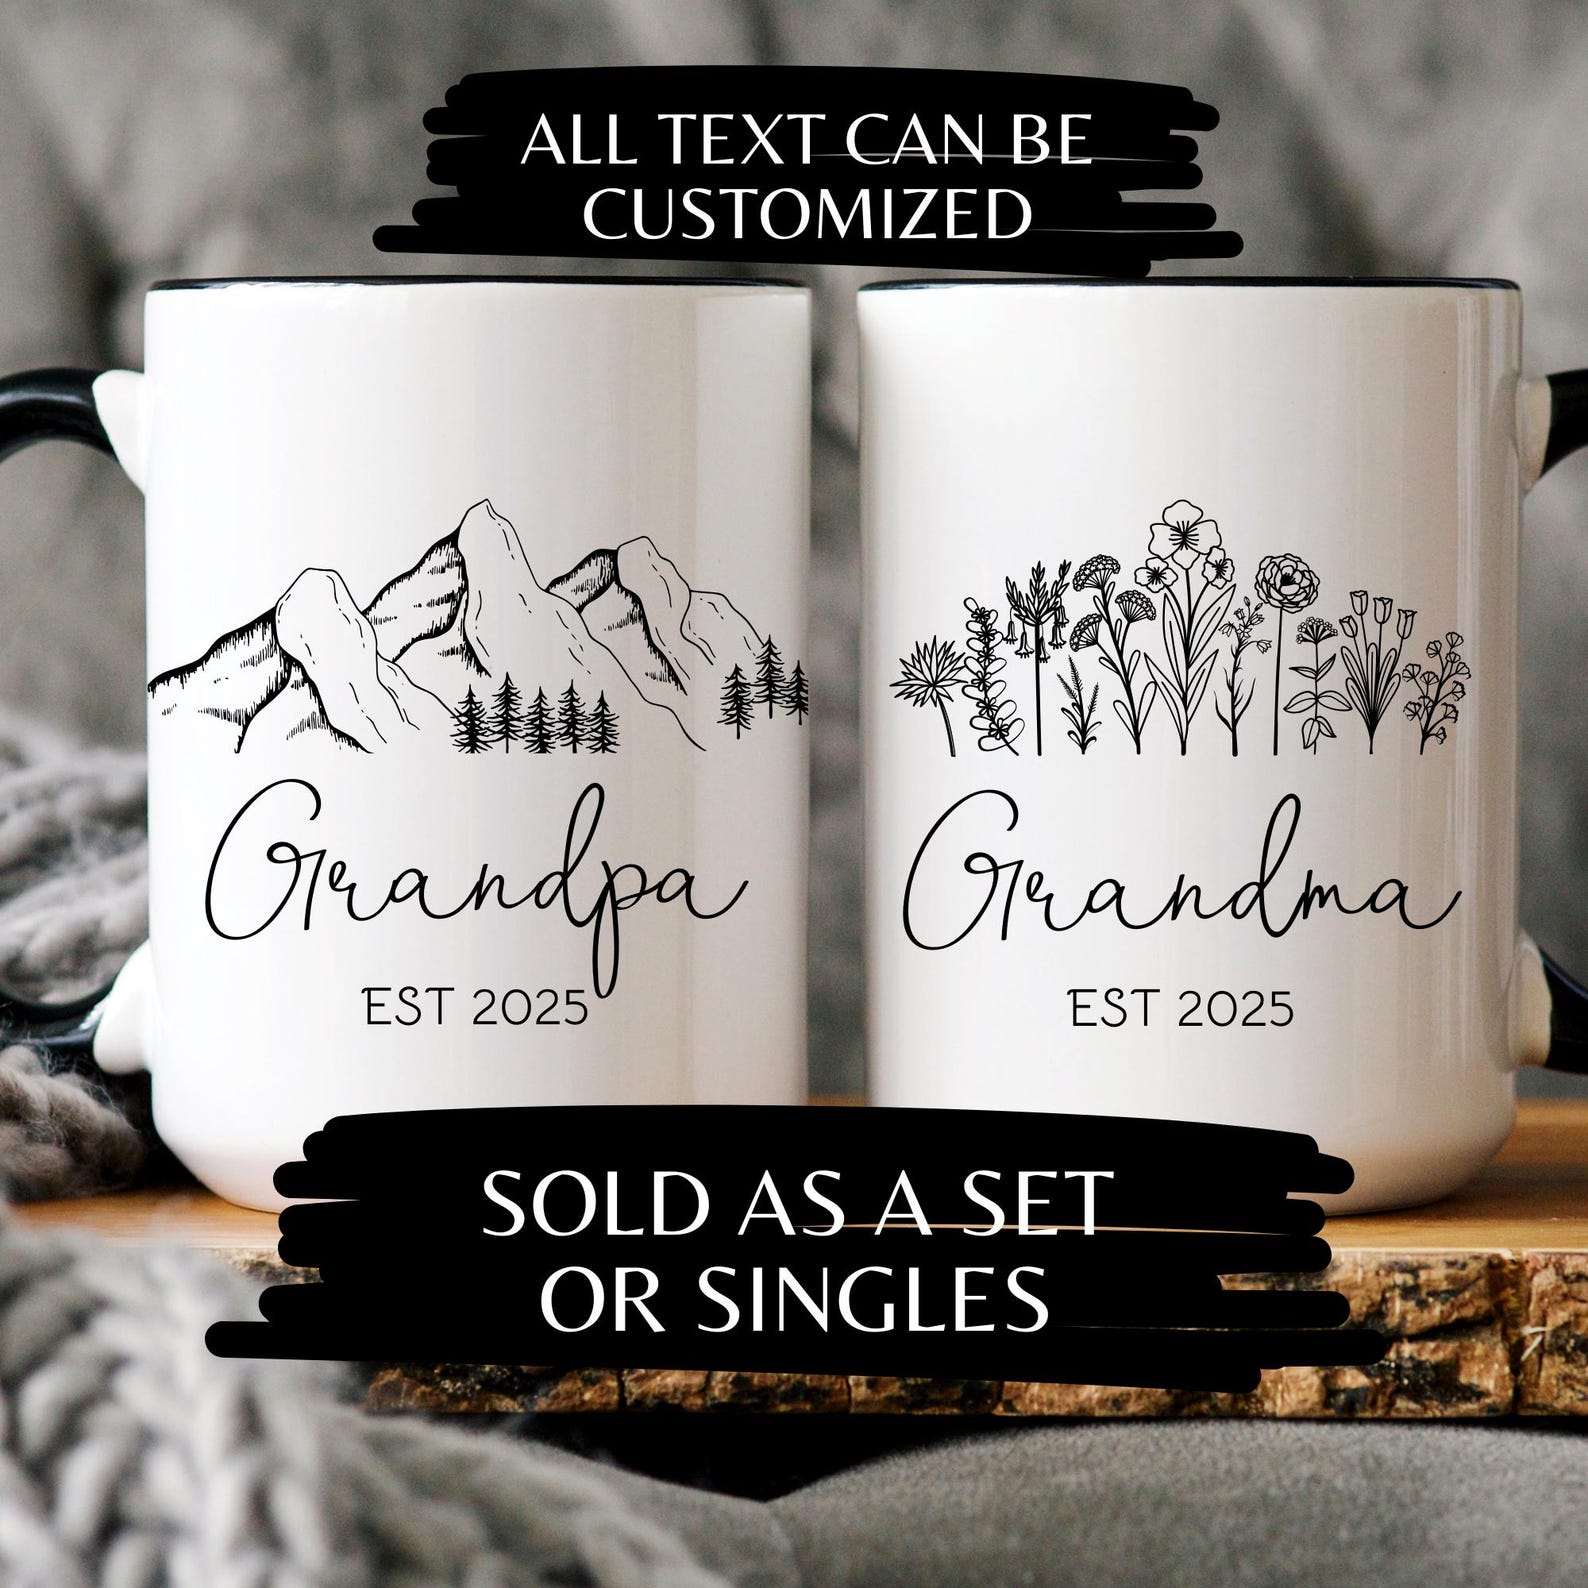 ALL TEXT CAN BE
CUSTOMIZED
Grandpa
EST 2025
Grandma
EST 2025
SOLD AS A SET
OR SINGLES